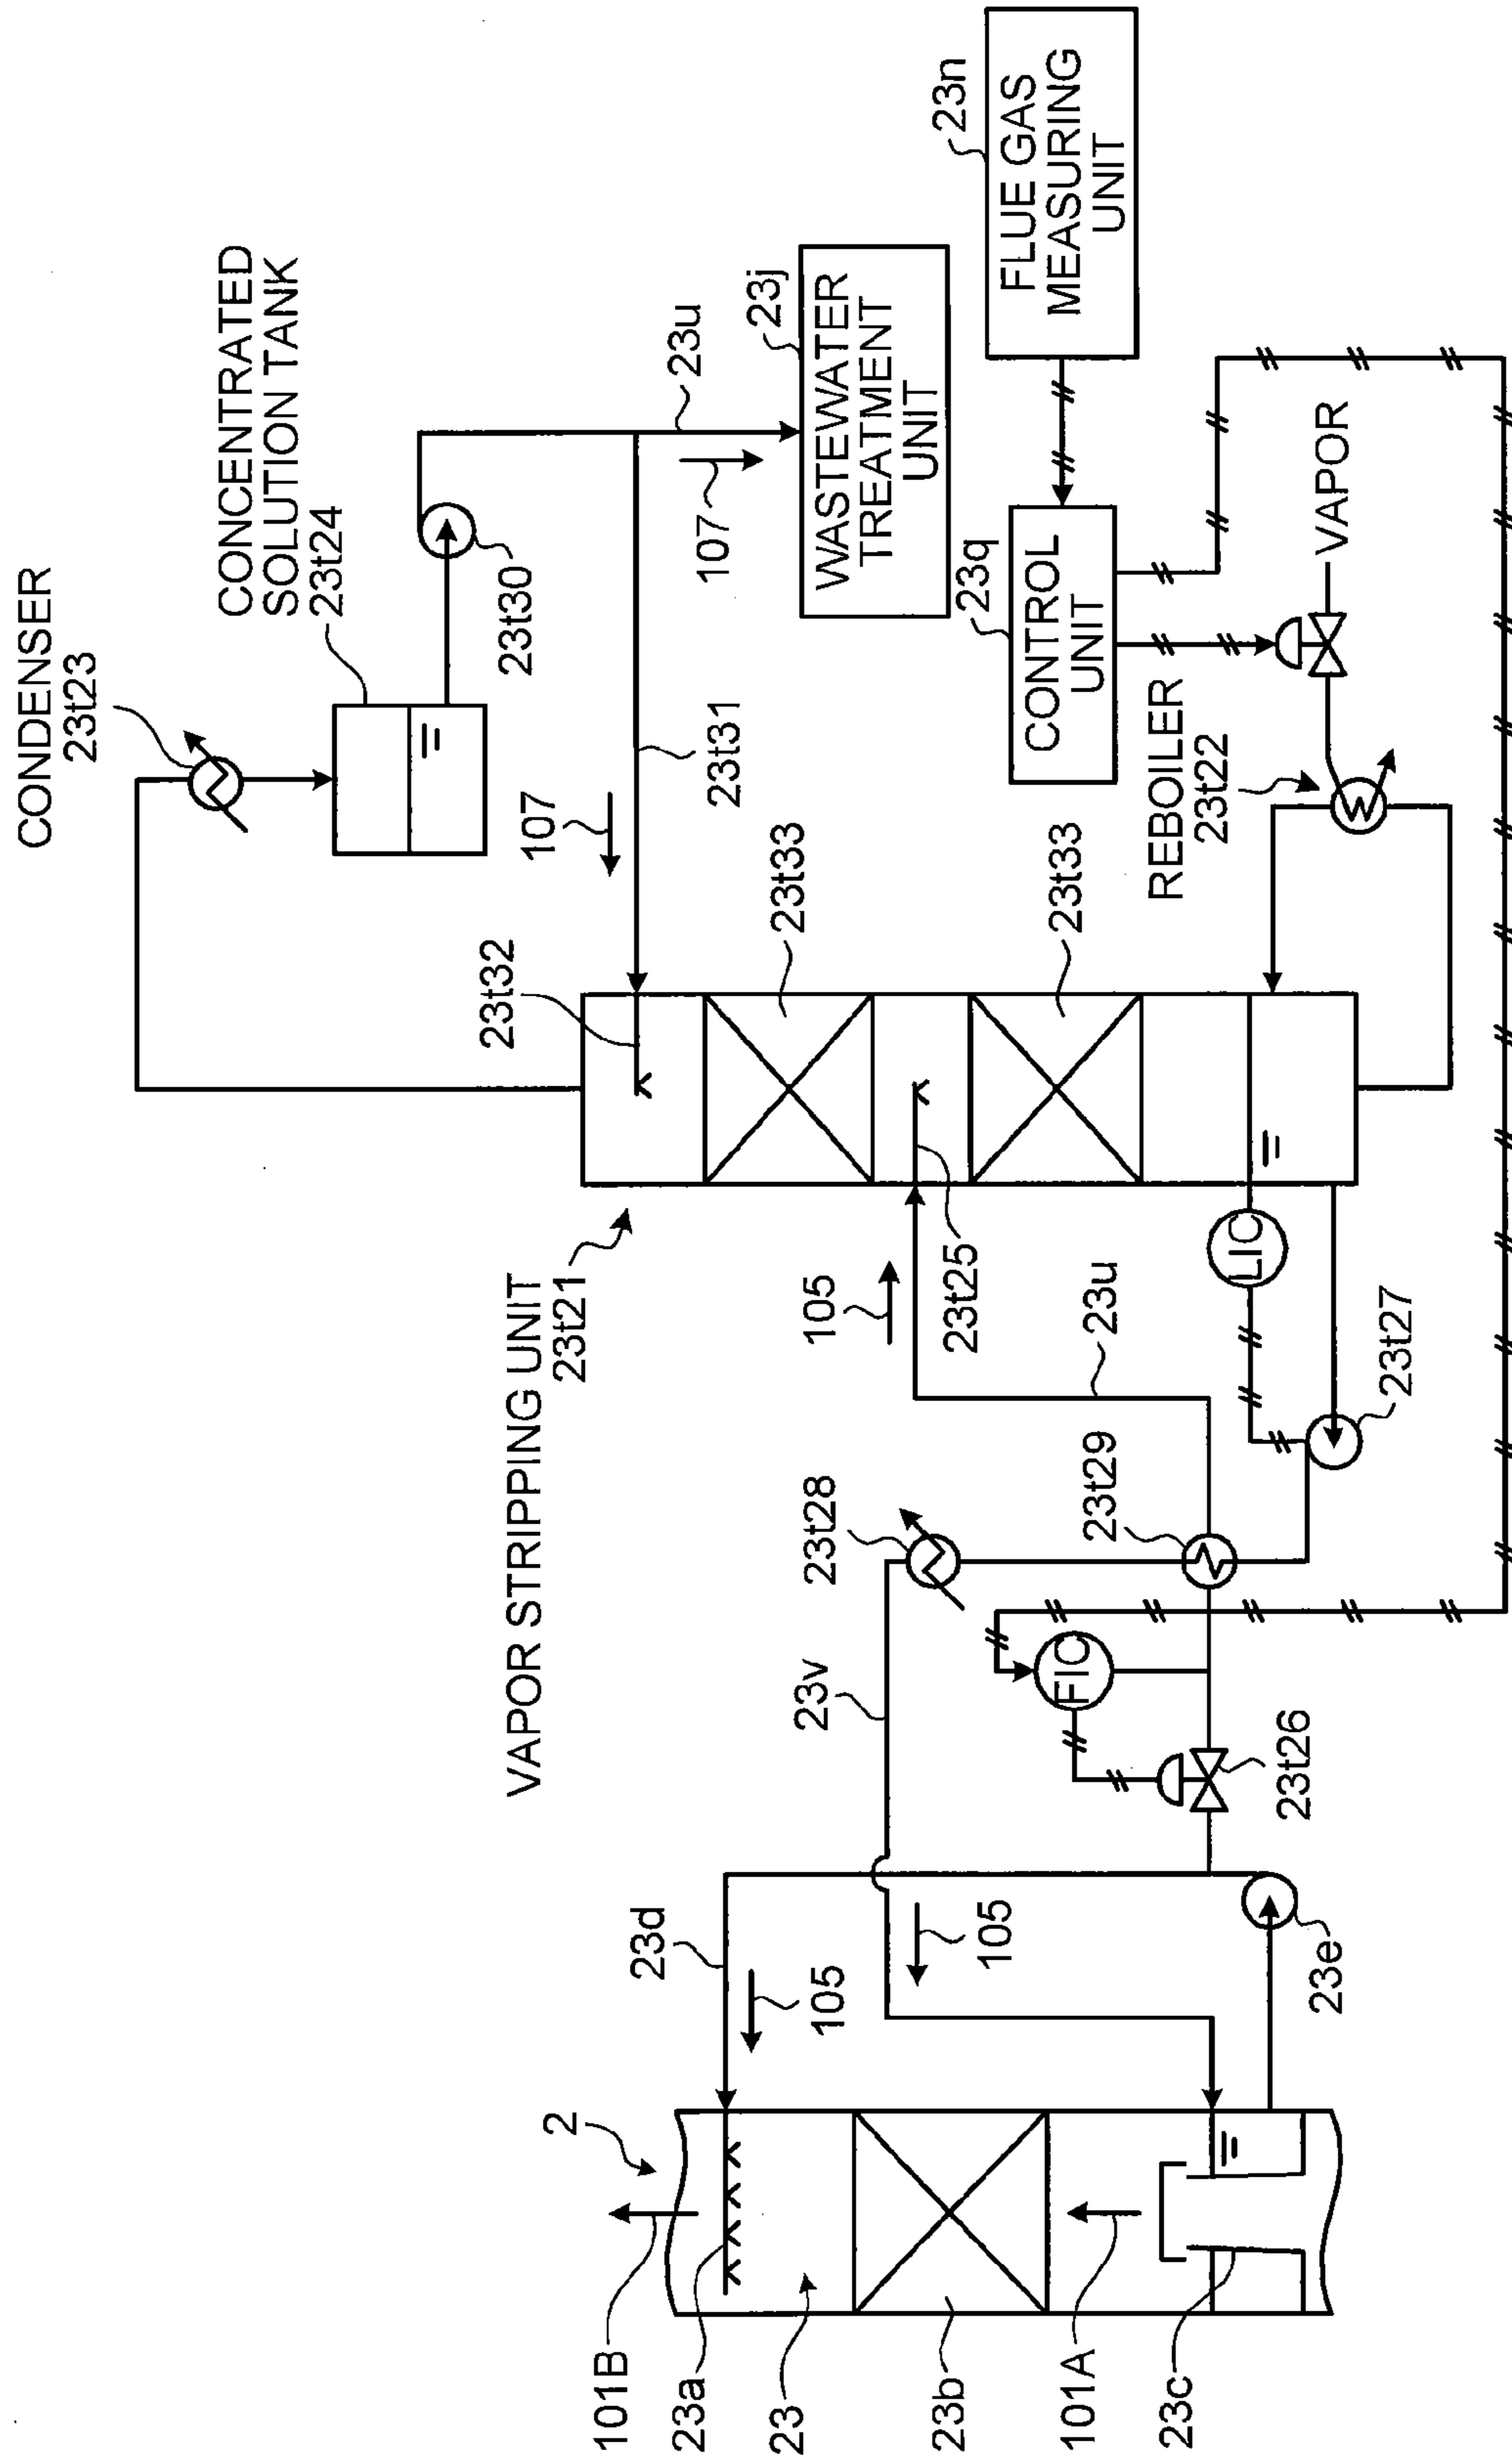 CONDENSER
23t23
CONCENTRATED
SOLUTION TANK
23t24
23t30
23u
107
23t31
107
WASTEWATER
TREATMENT
UNIT
23j
FLUE GAS
MEASURING
UNIT
23n
CONTROL
UNIT
23q
VAPOR
REBOILER
23t22
VAPOR STRIPPING UNIT
23t21
23t32
23t33
23t33
23t25
105
23u
LIC
23t27
23t28
23t29
23v
FIC
23t26
23d
105
105
23e
2
101B
23a
23
23b
101A
23c